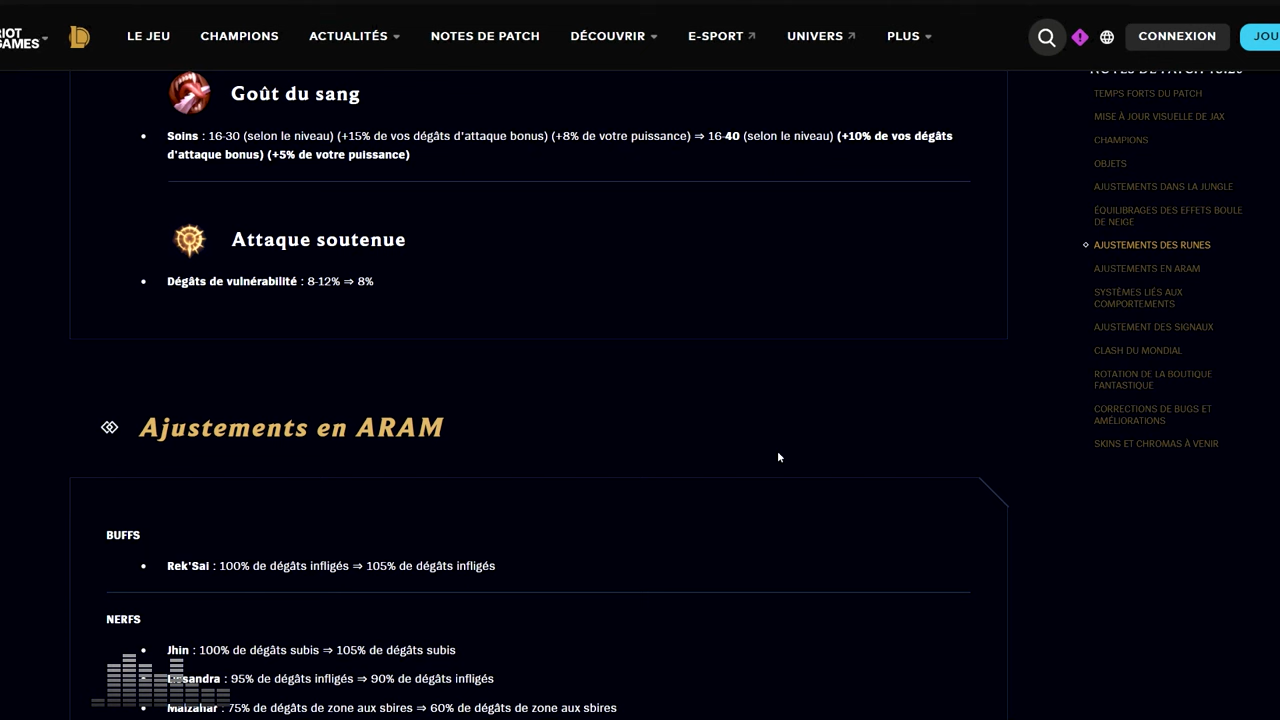 RIOT GAMES
LE JEU
CHAMPIONS
ACTUALITÉS
NOTES DE PATCH
DÉCOUVRIR
E-SPORT
UNIVERS
PLUS
CONNEXION
JOU
Goût du sang
Soins : 16-30 (selon le niveau) (+15% de vos dégâts d'attaque bonus) (+8% de votre puissance) ⇒ 16-40 (selon le niveau) (+10% de vos dégâts
d'attaque bonus) (+5% de votre puissance)
Attaque soutenue
Dégâts de vulnérabilité : 8-12% ⇒ 8%
Ajustements en ARAM
BUFFS
Rek'Sai : 100% de dégâts infligés ⇒ 105% de dégâts infligés
NERFS
Jhin : 100% de dégâts subis ⇒ 105% de dégâts subis
: 95% de dégâts infligés ⇒ 90% de dégâts infligés
Malzahar : 75% de dégâts de zone aux sbires ⇒ 60% de dégâts de zone aux sbires
NOTES DE PATCH
TEMPS FORTS DU PATCH
MISE À JOUR VISUELLE DE JAX
CHAMPIONS
OBJETS
AJUSTEMENTS DANS LA JUNGLE
ÉQUILIBRAGES DES EFFETS BOULE
DE NEIGE
AJUSTEMENTS DES RUNES
AJUSTEMENTS EN ARAM
SYSTÈMES LIÉS AUX
COMPORTEMENTS
AJUSTEMENT DES SIGNAUX
CLASH DU MONDIAL
ROTATION DE LA BOUTIQUE
FANTASTIQUE
CORRECTIONS DE BUGS ET
AMÉLIORATIONS
SKINS ET CHROMAS À VENIR